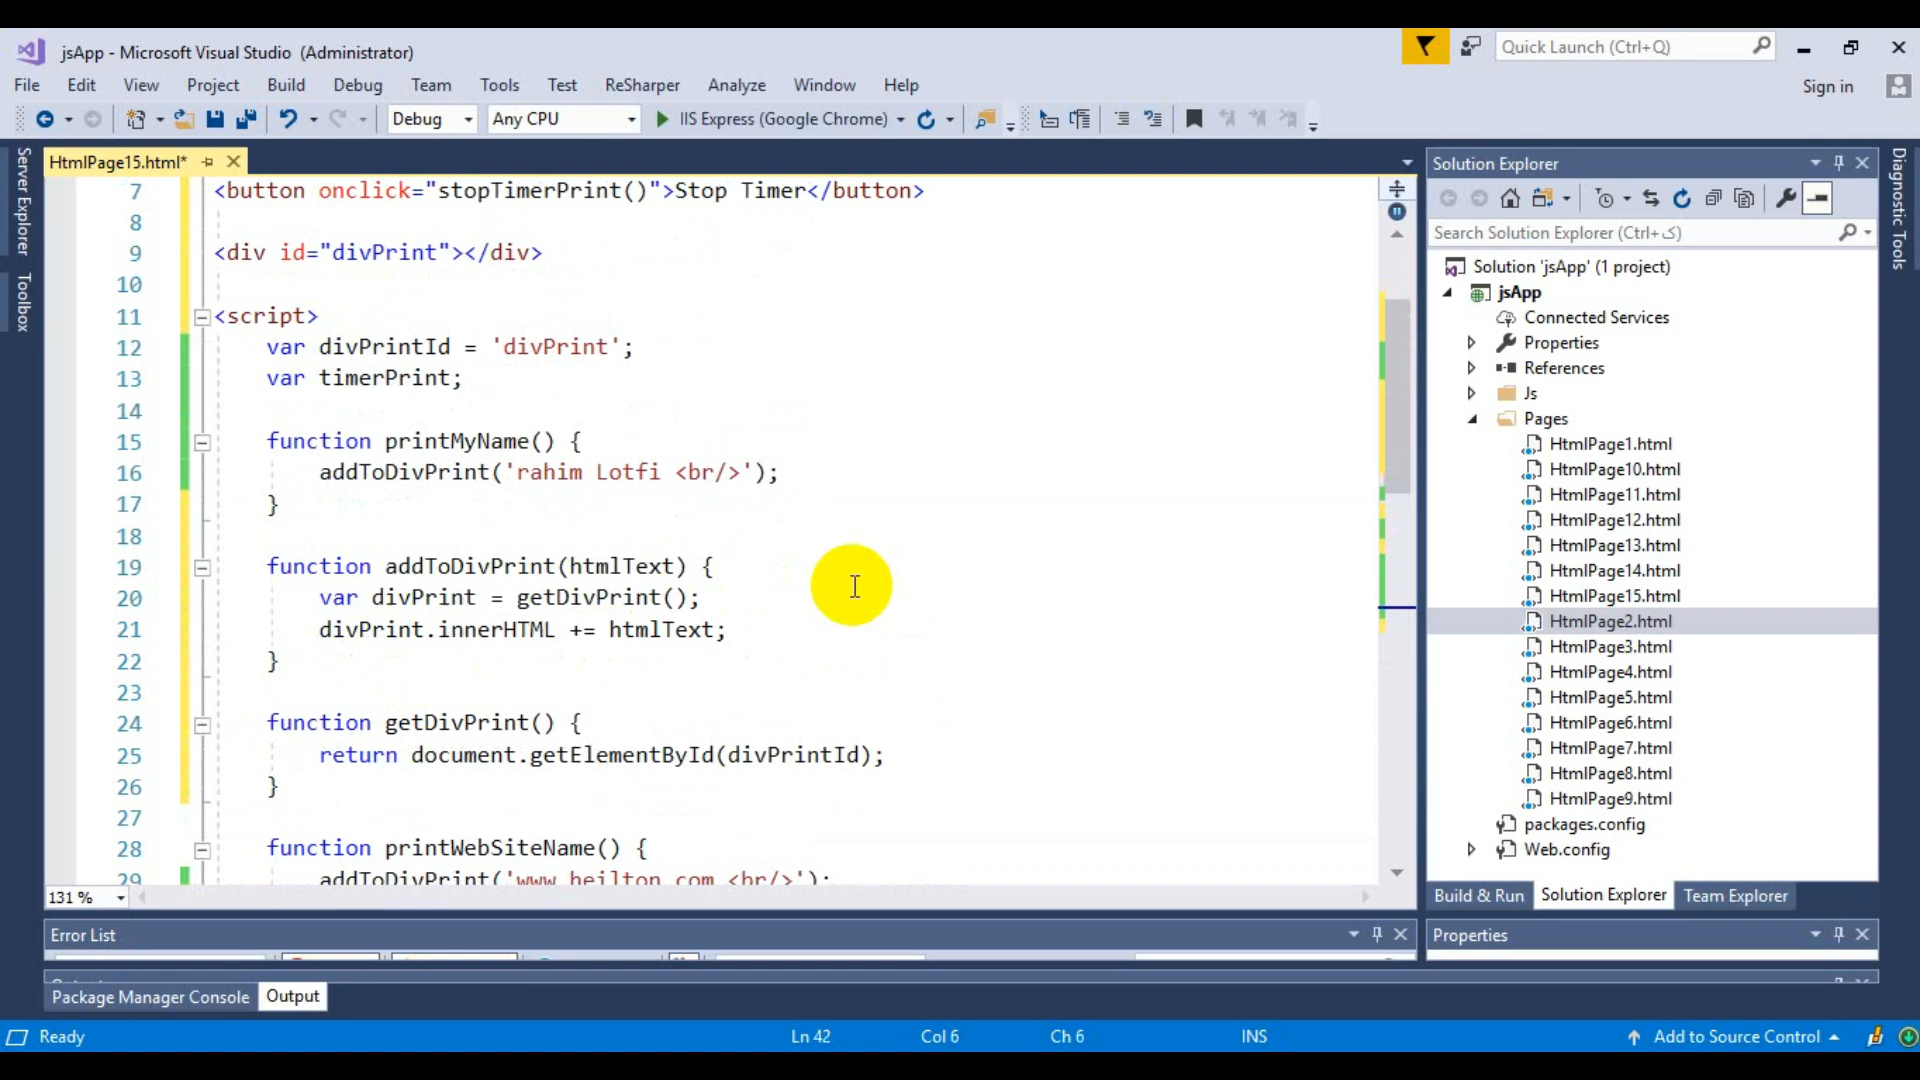 jsApp - Microsoft Visual Studio (Administrator)
Quick Launch (Ctrl+Q)
File Edit View Project Build Debug Team Tools Test ReSharper Analyze Window Help
Sign in
Debug Any CPU IIS Express (Google Chrome)
Server Explorer
Toolbox
HtmlPage15.html*
7 <button onclick="stopTimerPrint()">Stop Timer</button>
8
9 <div id="divPrint"></div>
10
11 <script>
12 var divPrintId = 'divPrint';
13 var timerPrint;
14
15 function printMyName() {
16 addToDivPrint('rahim Lotfi <br/>');
17 }
18
19 function addToDivPrint(htmlText) {
20 var divPrint = getDivPrint();
21 divPrint.innerHTML += htmlText;
22 }
23
24 function getDivPrint() {
25 return document.getElementById(divPrintId);
26 }
27
28 function printWebSiteName() {
29 addToDivPrint('www.heilton.com <br/>');
131 %
Solution Explorer
Search Solution Explorer (Ctrl+ک)
Solution 'jsApp' (1 project)
jsApp
Connected Services
Properties
References
Js
Pages
HtmlPage1.html
HtmlPage10.html
HtmlPage11.html
HtmlPage12.html
HtmlPage13.html
HtmlPage14.html
HtmlPage15.html
HtmlPage2.html
HtmlPage3.html
HtmlPage4.html
HtmlPage5.html
HtmlPage6.html
HtmlPage7.html
HtmlPage8.html
HtmlPage9.html
packages.config
Web.config
Build & Run Solution Explorer Team Explorer
Diagnostic Tools
Error List
Properties
Package Manager Console Output
Ready Ln 42 Col 6 Ch 6 INS Add to Source Control